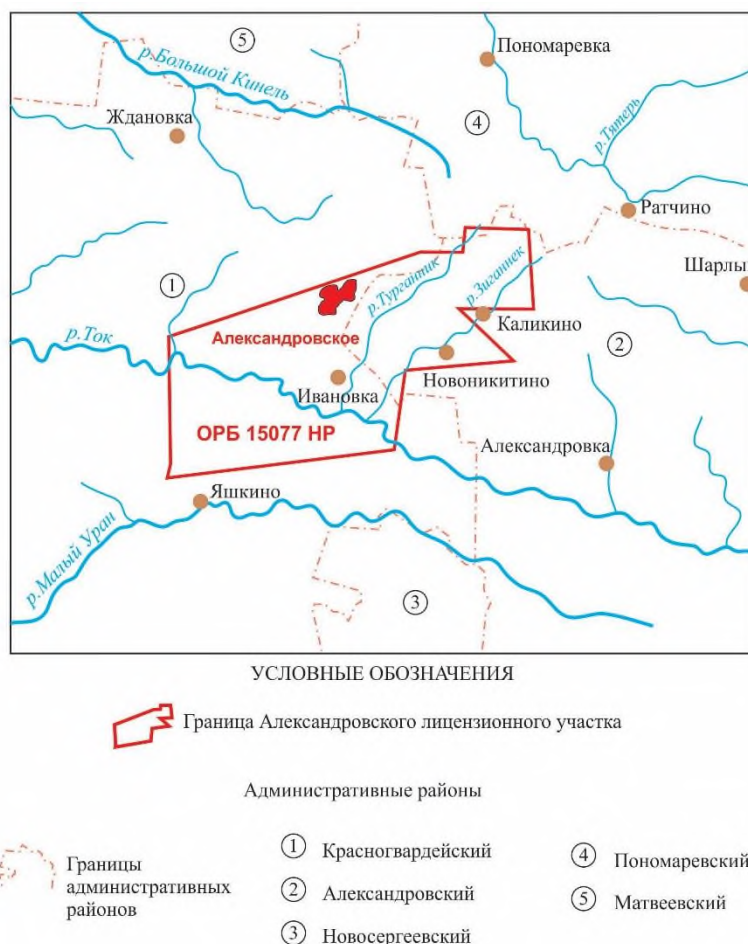 ⑤
Пономаревка
р.Большой Кинель
④
Ждановка
р.Тятерь
Ратчино
р.Тургантик
р.Зиганнек
①
Каликино
Александровское
②
р.Ток
Новоникитино
Ивановка
ОРБ 15077 НР
Александровка
Яшкино
р.Малый Уран
③
УСЛОВНЫЕ ОБОЗНАЧЕНИЯ
Граница Александровского лицензионного участка
Административные районы
Границы
административных
районов
① Красногвардейский
② Александровский
③ Новосергеевский
④ Пономаревский
⑤ Матвеевский